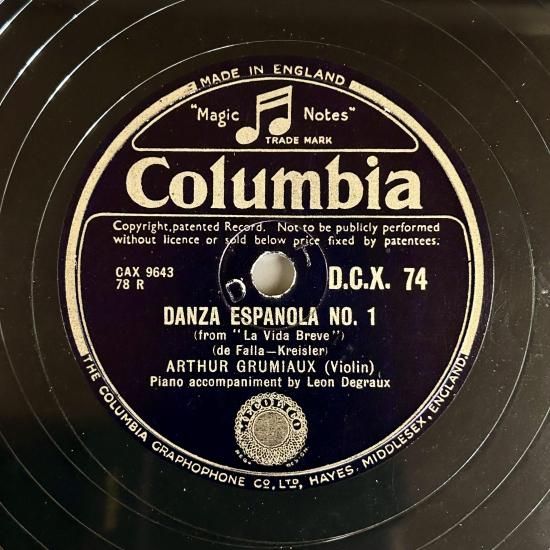 MADE IN ENGLAND
"Magic Notes"
TRADE MARK
Columbia
Copyright, patented Record. Not to be publicly performed
without licence or sold below price fixed by patentees.
CAX 9643
78 R
D.C.X. 74
DANZA ESPANOLA NO. 1
(from "La Vida Breve")
(de Falla—Kreisler)
ARTHUR GRUMIAUX (Violin)
Piano accompaniment by Leon Degraux
MECOLICO
THE COLUMBIA GRAPHOPHONE CO, LTD, HAYES, MIDDLESEX, ENGLAND.